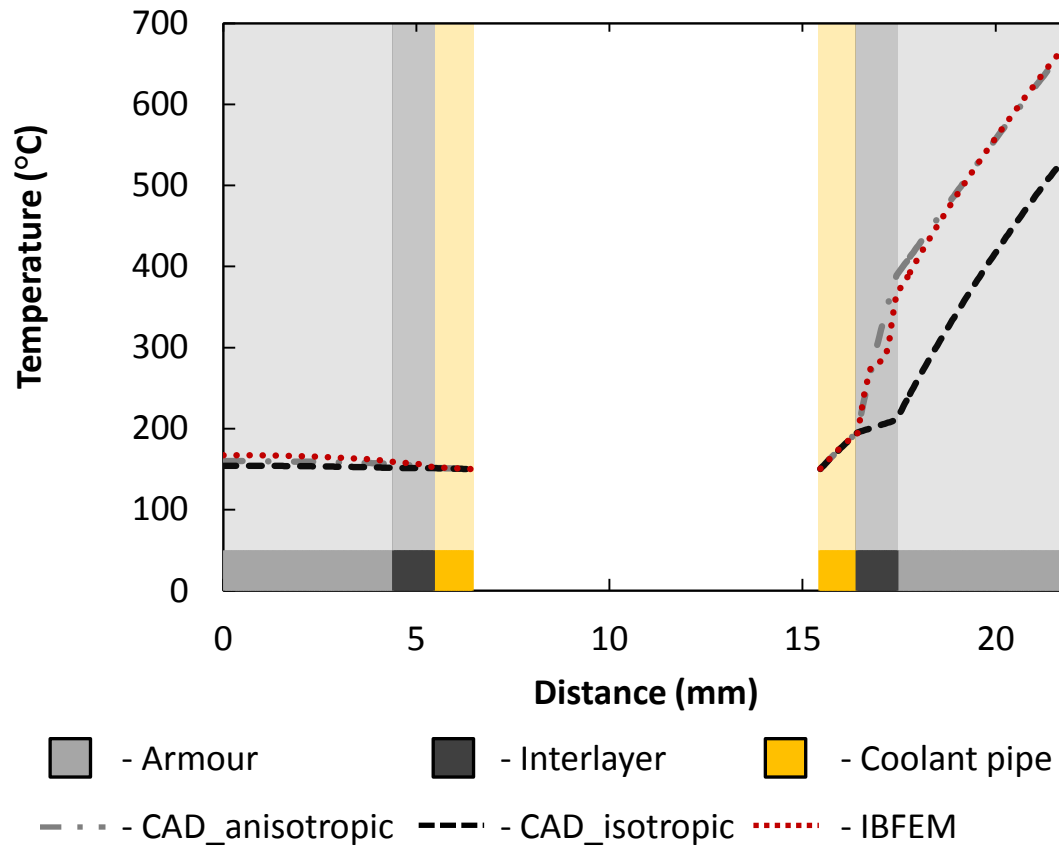 700
600
500
400
300
200
100
0
Temperature (°C)
0 5 10 15 20
Distance (mm)
- Armour - Interlayer - Coolant pipe
- CAD_anisotropic - CAD_isotropic - IBFEM